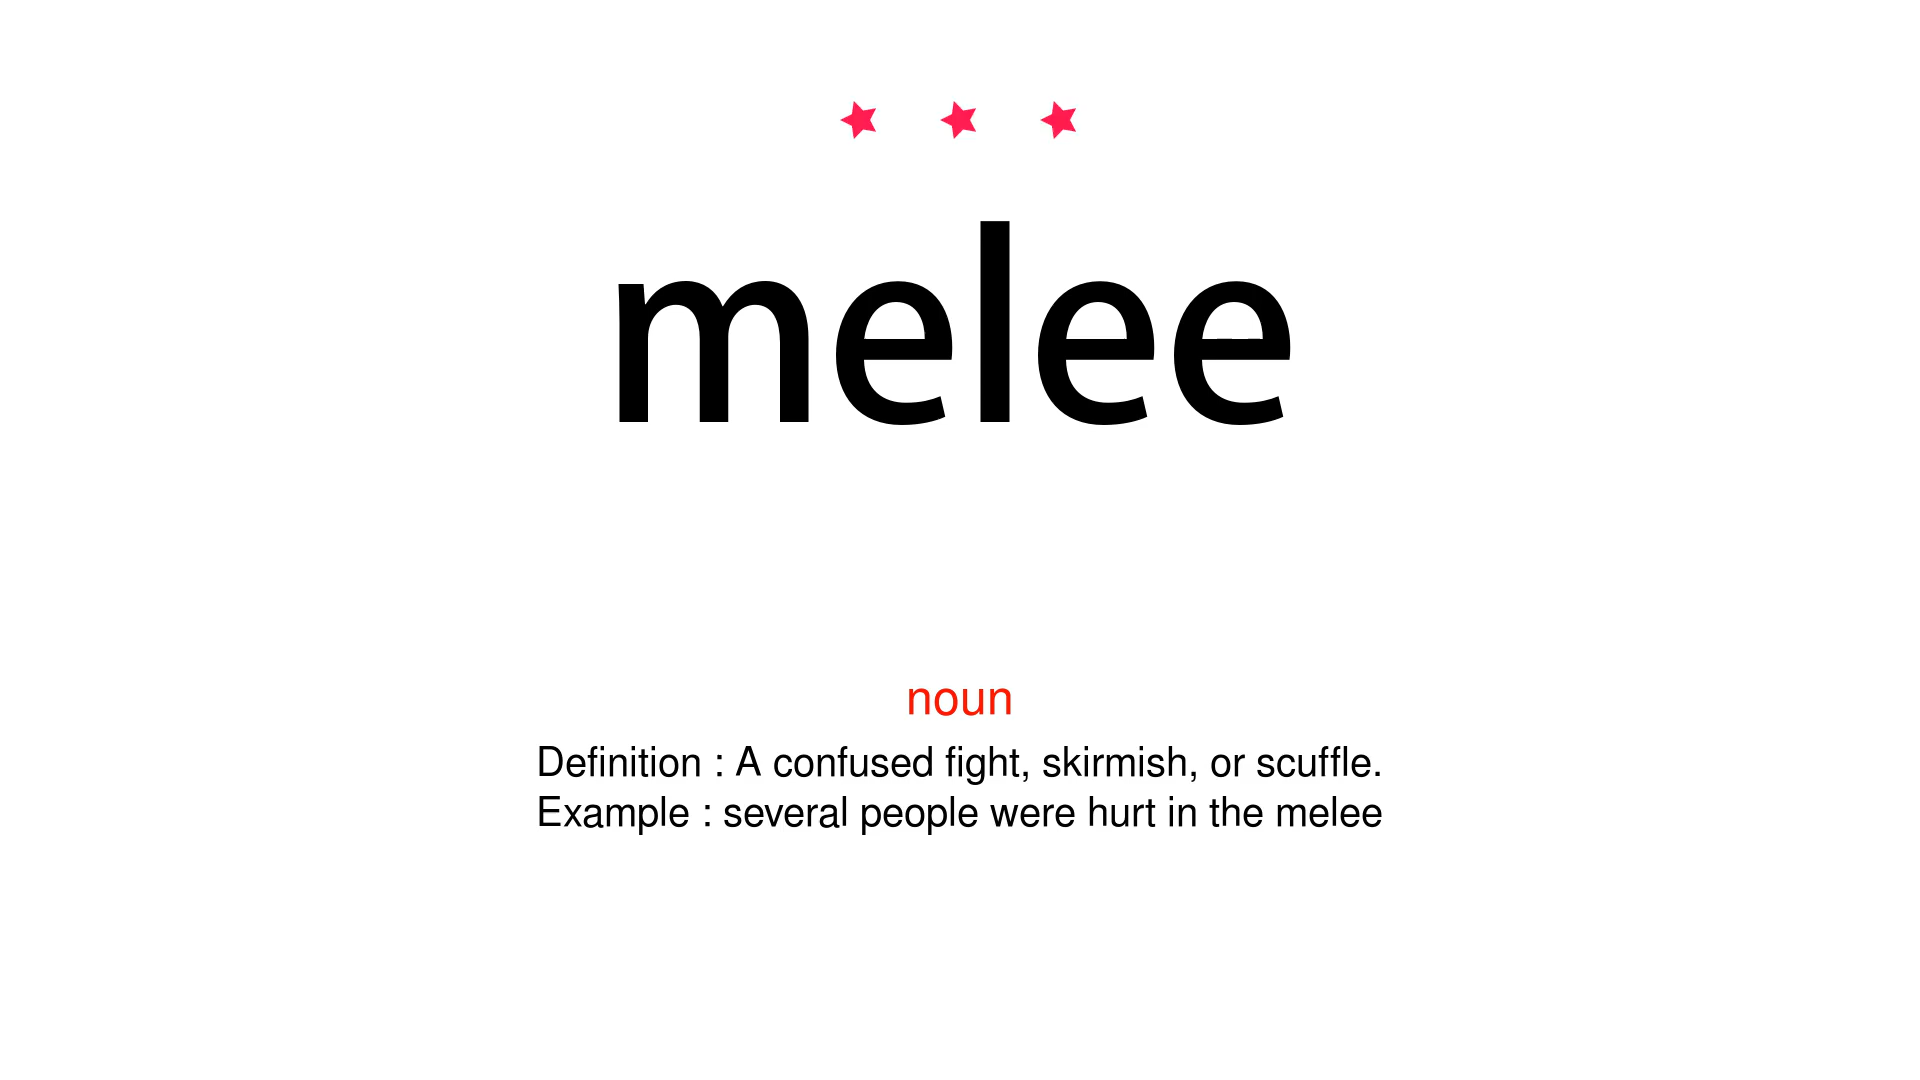 melee
noun
Definition : A confused fight, skirmish, or scuffle.
Example : several people were hurt in the melee